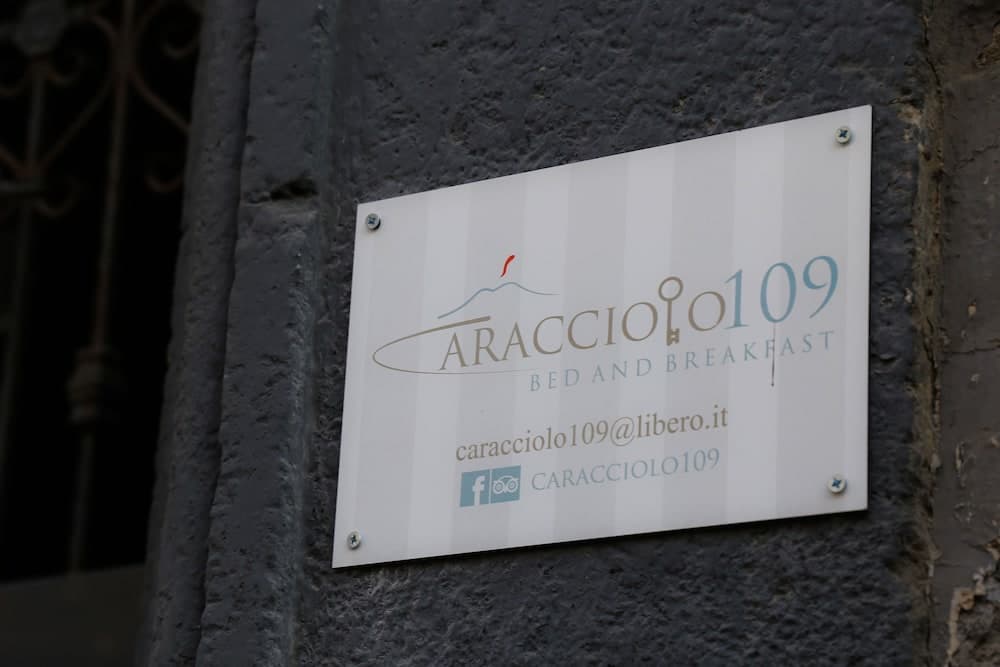 CARACCIOLO109
BED AND BREAKFAST
caracciolo109@libero.it
f CARACCIOLO109